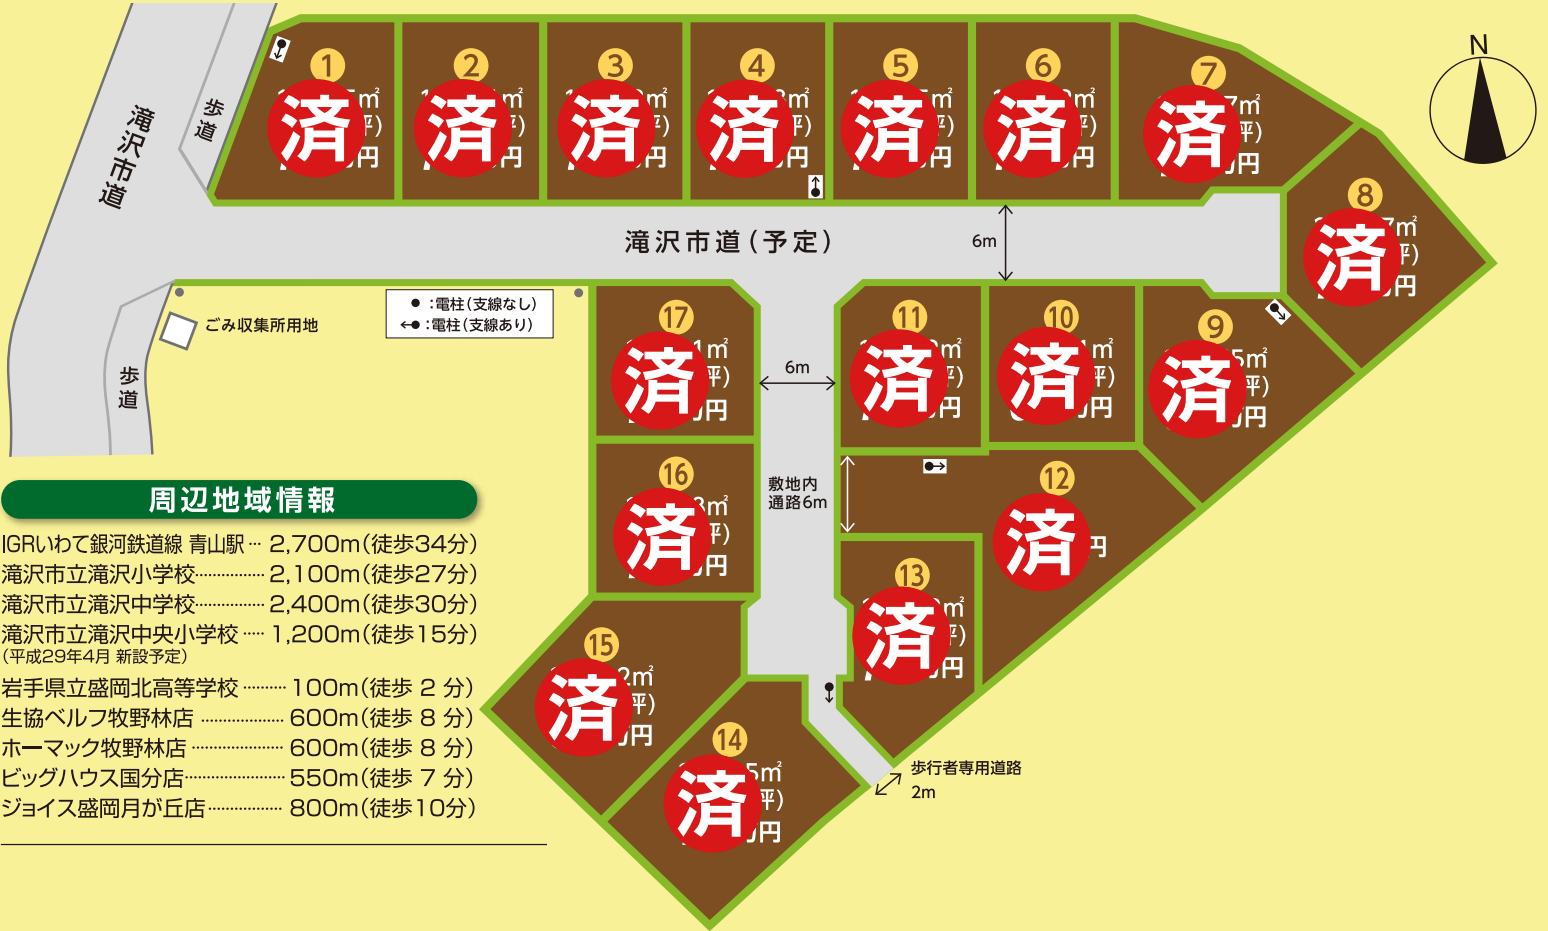 N
滝沢市道
歩道
①
済
②
済
③
済
④
済
⑤
済
⑥
済
⑦
済
⑧
済
滝沢市道(予定)
6m
●:電柱(支線なし)
←●:電柱(支線あり)
ごみ収集所用地
歩道
⑰
済
⑪
済
⑩
済
⑨
済
6m
⑯
済
敷地内
通路6m
⑫
済
円
⑬
済
⑮
済
⑭
済
歩行者専用道路
2m
周辺地域情報
IGRいわて銀河鉄道線 青山駅… 2,700m(徒歩34分)
滝沢市立滝沢小学校…………… 2,100m(徒歩27分)
滝沢市立滝沢中学校…………… 2,400m(徒歩30分)
滝沢市立滝沢中央小学校 ····· 1,200m(徒歩15分)
(平成29年4月 新設予定)
岩手県立盛岡北高等学校 ·········· 100m(徒歩 2 分)
生協ベルフ牧野林店 ···················· 600m(徒歩 8 分)
ホーマック牧野林店 ······················ 600m(徒歩 8 分)
ビッグハウス国分店························ 550m(徒歩 7 分)
ジョイス盛岡月が丘店·················· 800m(徒歩10分)